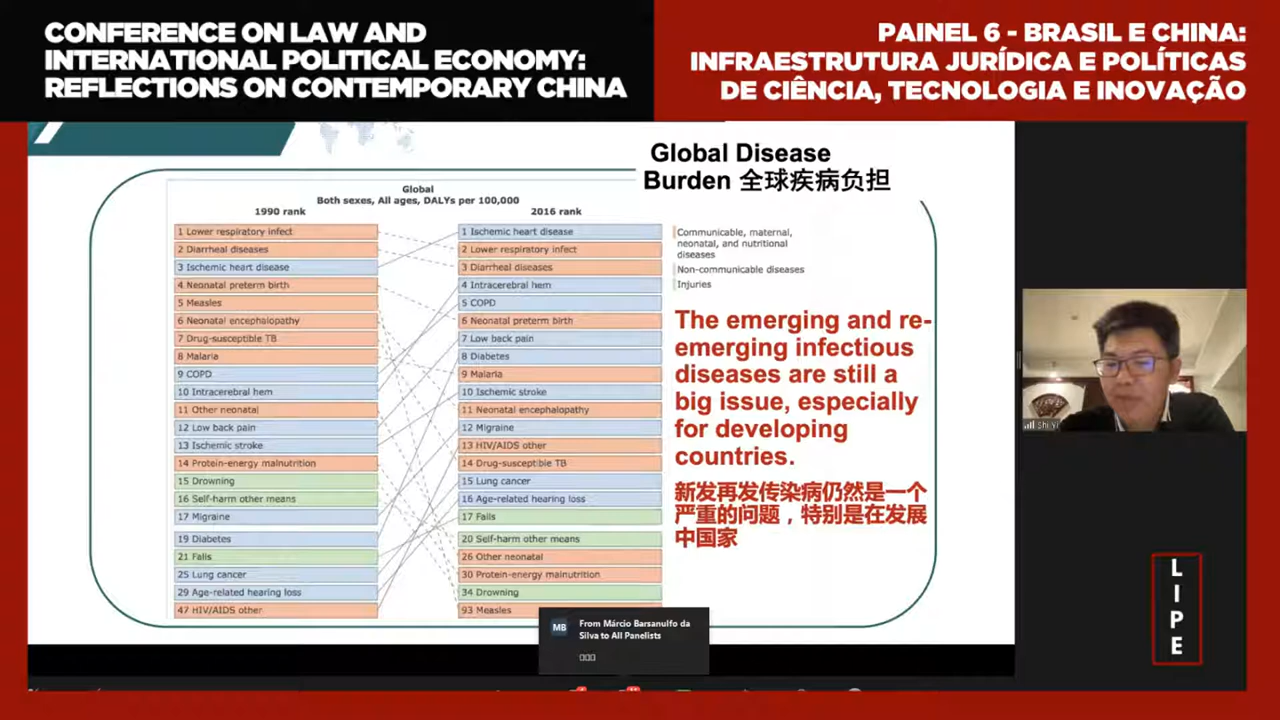 CONFERENCE ON LAW AND
INTERNATIONAL POLITICAL ECONOMY:
REFLECTIONS ON CONTEMPORARY CHINA
PAINEL 6 - BRASIL E CHINA:
INFRAESTRUTURA JURÍDICA E POLÍTICAS
DE CIÊNCIA, TECNOLOGIA E INOVAÇÃO
Global Disease
Burden 全球疾病负担
Global
Both sexes, All ages, DALYs per 100,000
1990 rank
1 Lower respiratory infect
2 Diarrheal diseases
3 Ischemic heart disease
4 Neonatal preterm birth
5 Measles
6 Neonatal encephalopathy
7 Drug-susceptible TB
8 Malaria
9 COPD
10 Intracerebral hem
11 Other neonatal
12 Low back pain
13 Ischemic stroke
14 Protein-energy malnutrition
15 Drowning
16 Self-harm other means
17 Migraine
19 Diabetes
21 Falls
25 Lung cancer
29 Age-related hearing loss
47 HIV/AIDS other
2016 rank
1 Ischemic heart disease
2 Lower respiratory infect
3 Diarrheal diseases
4 Intracerebral hem
5 COPD
6 Neonatal preterm birth
7 Low back pain
8 Diabetes
9 Malaria
10 Ischemic stroke
11 Neonatal encephalopathy
12 Migraine
13 HIV/AIDS other
14 Drug-susceptible TB
15 Lung cancer
16 Age-related hearing loss
17 Falls
20 Self-harm other means
26 Other neonatal
30 Protein-energy malnutrition
34 Drowning
93 Measles
Communicable, maternal,
neonatal, and nutritional
diseases
Non-communicable diseases
Injuries
The emerging and re-
emerging infectious
diseases are still a
big issue, especially
for developing
countries.
新发再发传染病仍然是一个
严重的问题，特别是在发展
中国家
Shi Yi
MB
From Márcio Barsanulfo da
Silva to All Panelists
L
I
P
E